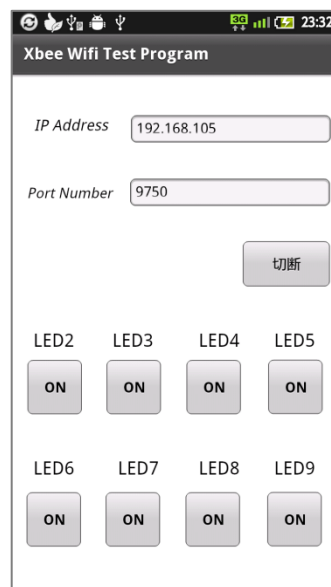 3G 23:32
Xbee Wifi Test Program
IP Address 192.168.105
Port Number 9750
切断
LED2 LED3 LED4 LED5
ON ON ON ON
LED6 LED7 LED8 LED9
ON ON ON ON